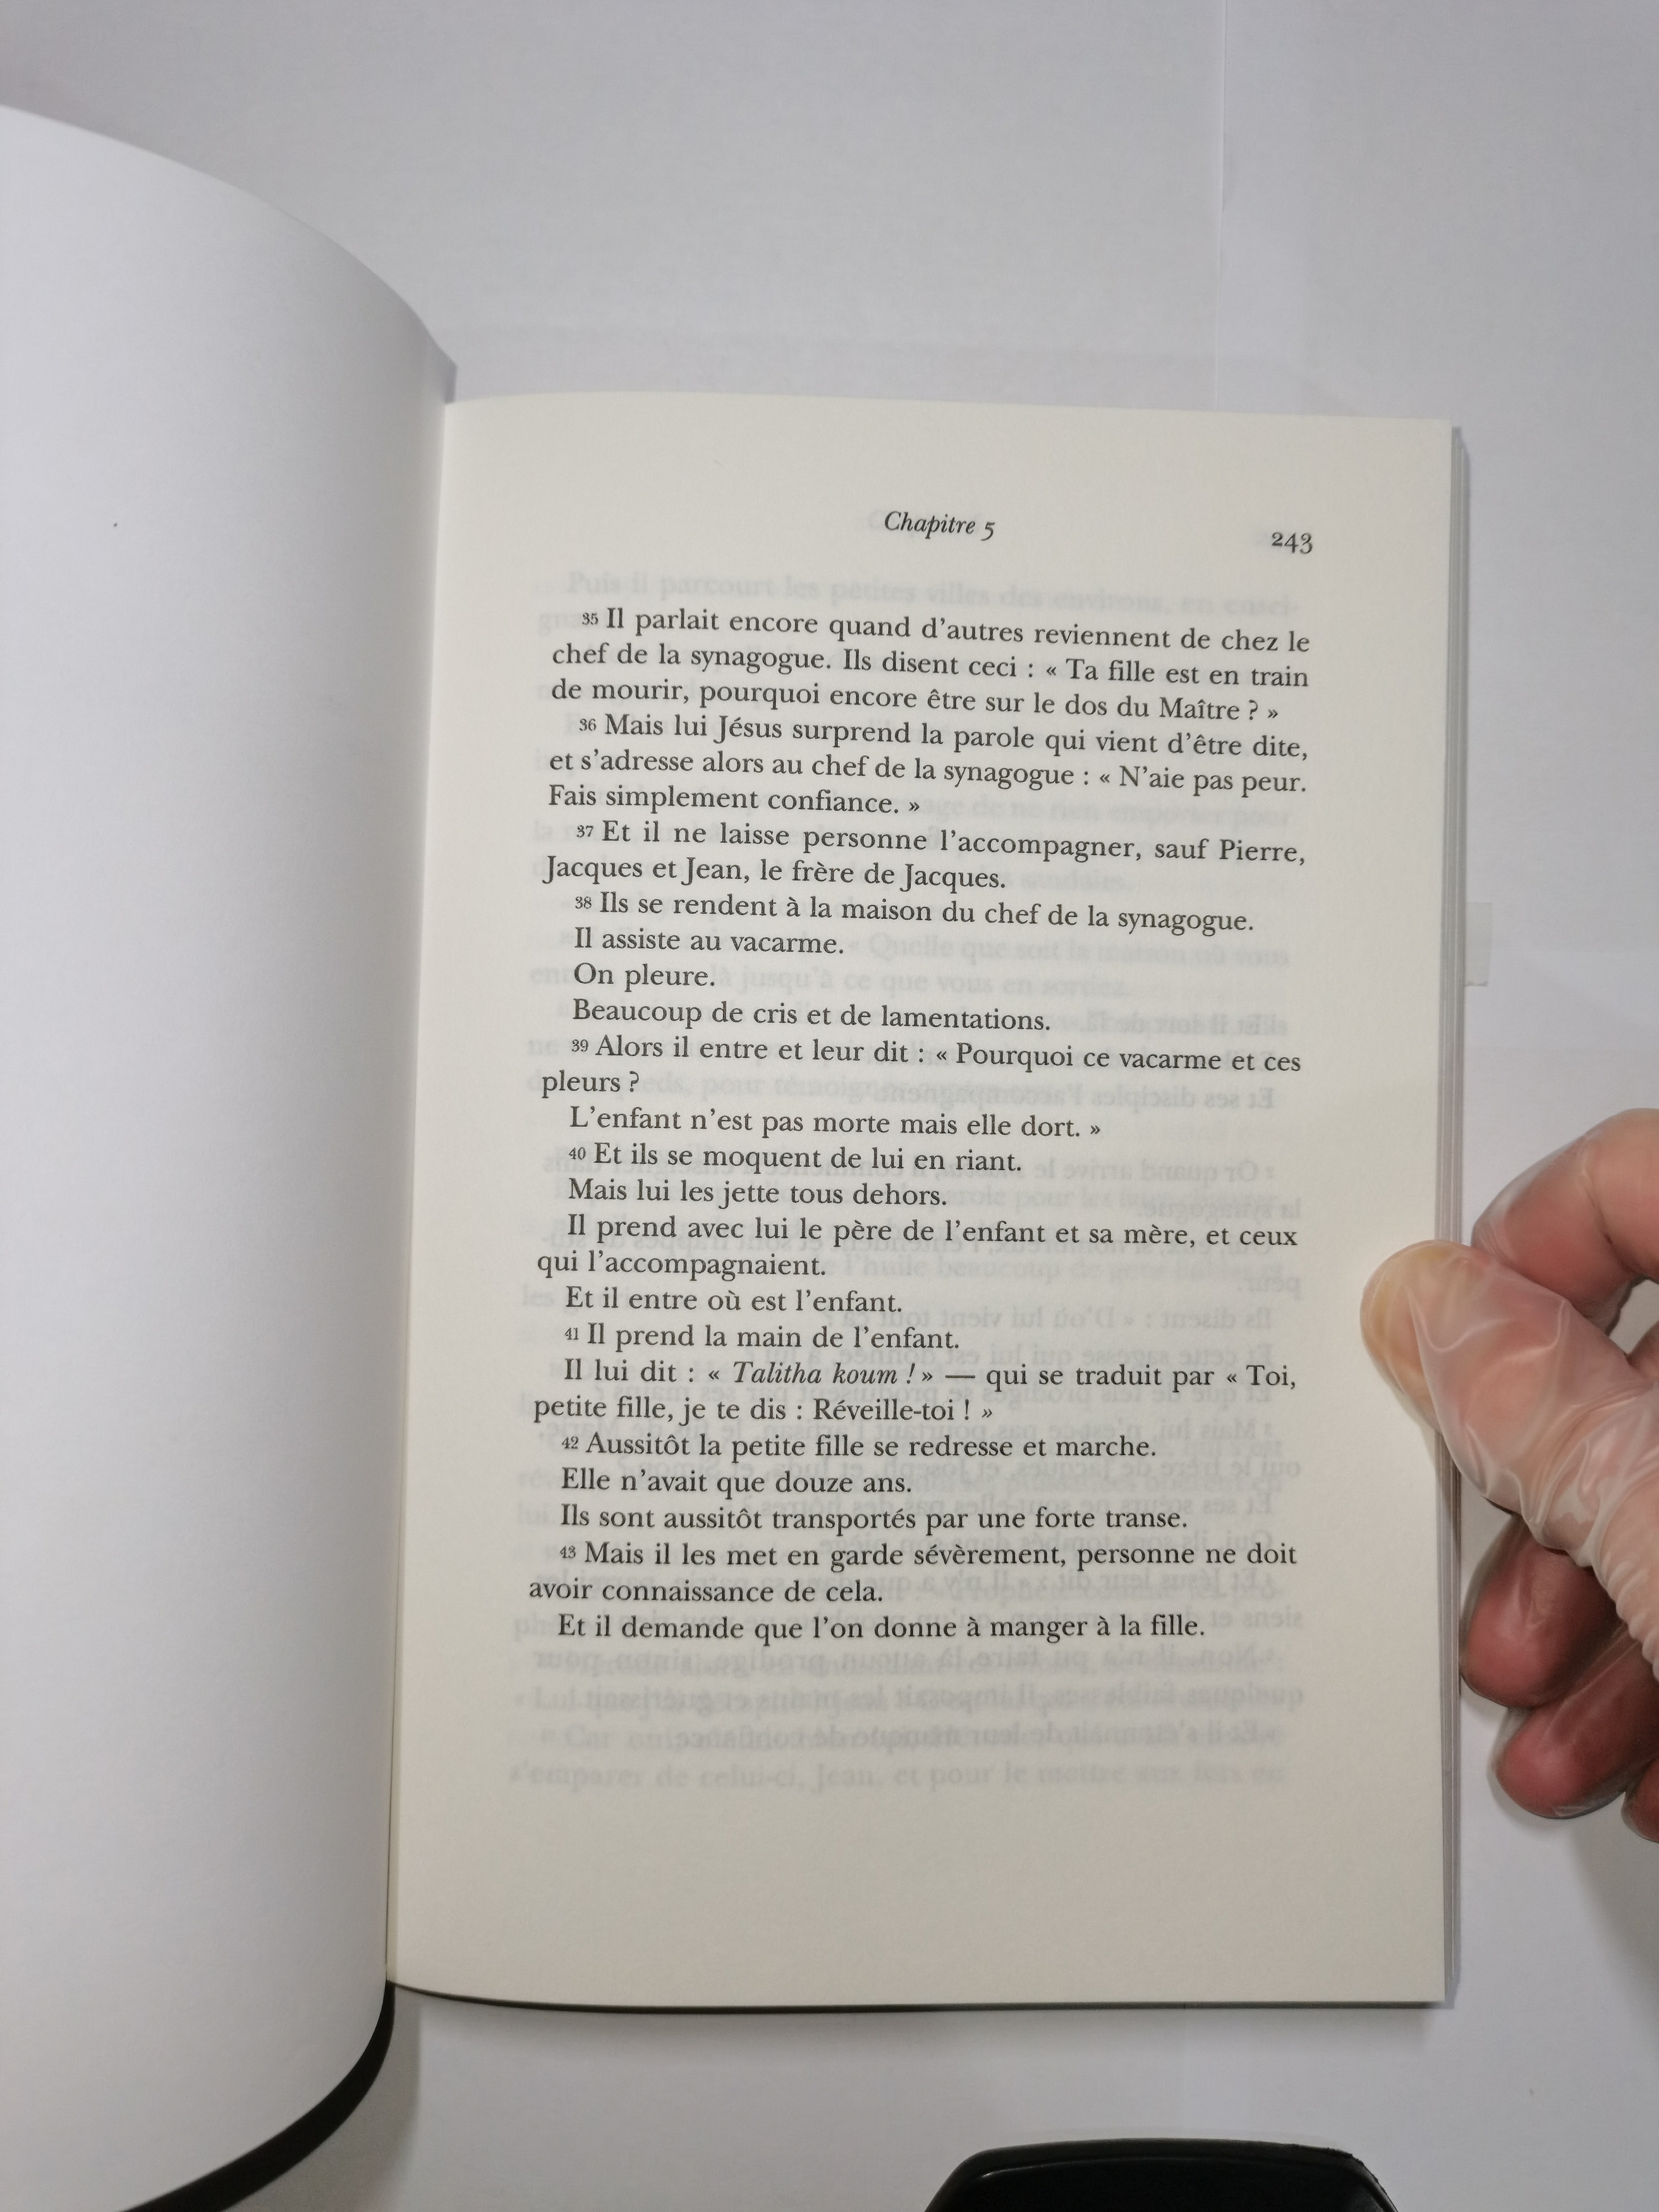 Chapitre 5
243
35 Il parlait encore quand d’autres reviennent de chez le
chef de la synagogue. Ils disent ceci : « Ta fille est en train
de mourir, pourquoi encore être sur le dos du Maître ? »
36 Mais lui Jésus surprend la parole qui vient d’être dite,
et s’adresse alors au chef de la synagogue : « N’aie pas peur.
Fais simplement confiance. »
37 Et il ne laisse personne l’accompagner, sauf Pierre,
Jacques et Jean, le frère de Jacques.
38 Ils se rendent à la maison du chef de la synagogue.
Il assiste au vacarme.
On pleure.
Beaucoup de cris et de lamentations.
39 Alors il entre et leur dit : « Pourquoi ce vacarme et ces
pleurs ?
L’enfant n’est pas morte mais elle dort. »
40 Et ils se moquent de lui en riant.
Mais lui les jette tous dehors.
Il prend avec lui le père de l’enfant et sa mère, et ceux
qui l’accompagnaient.
Et il entre où est l’enfant.
41 Il prend la main de l’enfant.
Il lui dit : « Talitha koum ! » — qui se traduit par « Toi,
petite fille, je te dis : Réveille-toi ! »
42 Aussitôt la petite fille se redresse et marche.
Elle n’avait que douze ans.
Ils sont aussitôt transportés par une forte transe.
43 Mais il les met en garde sévèrement, personne ne doit
avoir connaissance de cela.
Et il demande que l’on donne à manger à la fille.